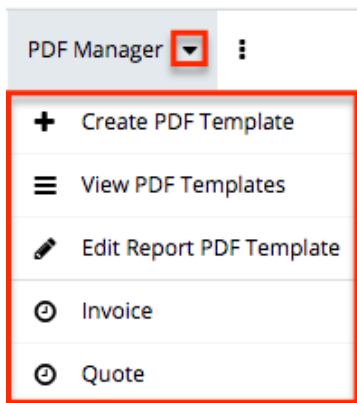 PDF Manager
Create PDF Template
View PDF Templates
Edit Report PDF Template
Invoice
Quote